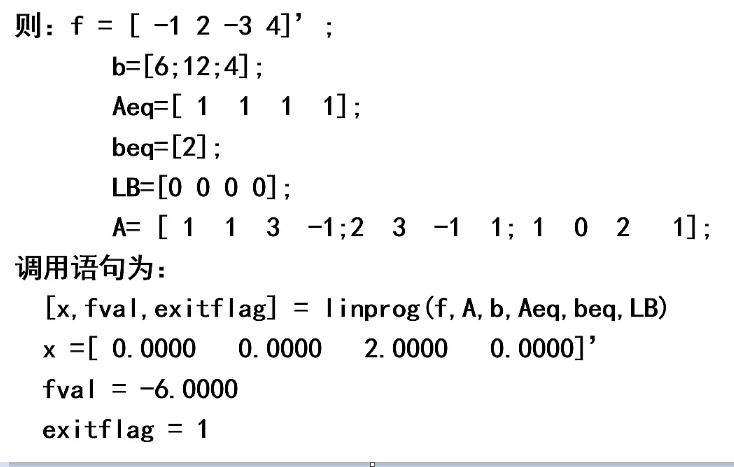 则: f = [ -1 2 -3 4]’ ;
b=[6;12;4];
Aeq=[ 1 1 1 1];
beq=[2];
LB=[0 0 0 0];
A= [ 1 1 3 -1;2 3 -1 1; 1 0 2 1];
调用语句为:
[x,fval,exitflag] = linprog(f,A,b,Aeq,beq,LB)
x =[ 0.0000 0.0000 2.0000 0.0000]’
fval = -6.0000
exitflag = 1